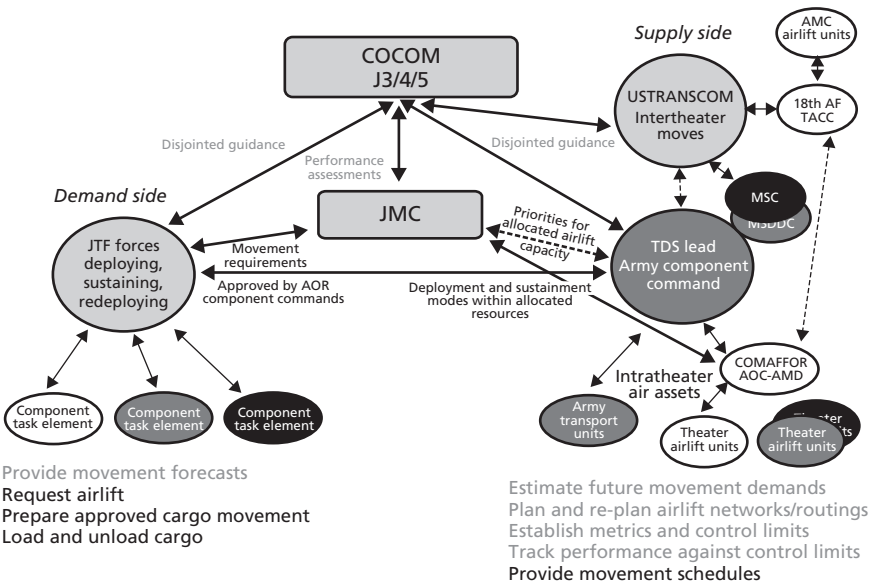 AMC
airlift units
Supply side
COCOM
J3/4/5
USTRANSCOM
Intertheater
moves
18th AF
TACC
Disjointed guidance
Disjointed guidance
Performance
assessments
Demand side
MSC
MSDDC
JMC
Priorities for
allocated airlift
capacity
JTF forces
deploying,
sustaining,
redeploying
TDS lead
Army component
command
Movement
requirements
Approved by AOR
component commands
Deployment and sustainment
modes within allocated
resources
COMAFFOR
AOC-AMD
Intratheater
air assets
Component
task element
Component
task element
Component
task element
Army
transport
units
Theater
airlift units
Theater
airlift units
Provide movement forecasts
Request airlift
Prepare approved cargo movement
Load and unload cargo
Estimate future movement demands
Plan and re-plan airlift networks/routings
Establish metrics and control limits
Track performance against control limits
Provide movement schedules